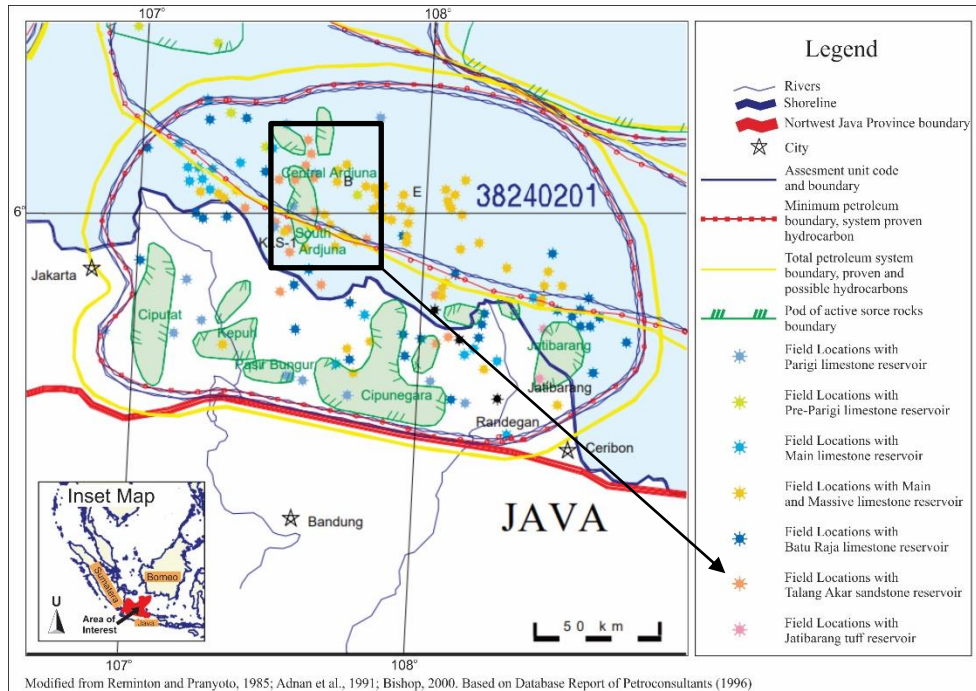 107°
108°
Central Ardjuna
B
E
38240201
6°
South
Ardjuna
Jakarta
Ciputat
Kepuh
Pasir Bungur
Cipunegara
Jatibarang
Jatibarang
Randegan
Ceribon
JAVA
Bandung
Inset Map
Sumatera
Borneo
U
Area of
Interest
Java
50 km
107°
108°
Legend
Rivers
Shoreline
Nortwest Java Province boundary
City
Assesment unit code
and boundary
Minimum petroleum
boundary, system proven
hydrocarbon
Total petroleum system
boundary, proven and
possible hydrocarbons
Pod of active sorce rocks
boundary
Field Locations with
Parigi limestone reservoir
Field Locations with
Pre-Parigi limestone reservoir
Field Locations with
Main limestone reservoir
Field Locations with Main
and Massive limestone reservoir
Field Locations with
Batu Raja limestone reservoir
Field Locations with
Talang Akar sandstone reservoir
Field Locations with
Jatibarang tuff reservoir
Modified from Reminton and Pranyoto, 1985; Adnan et al., 1991; Bishop, 2000. Based on Database Report of Petroconsultants (1996)